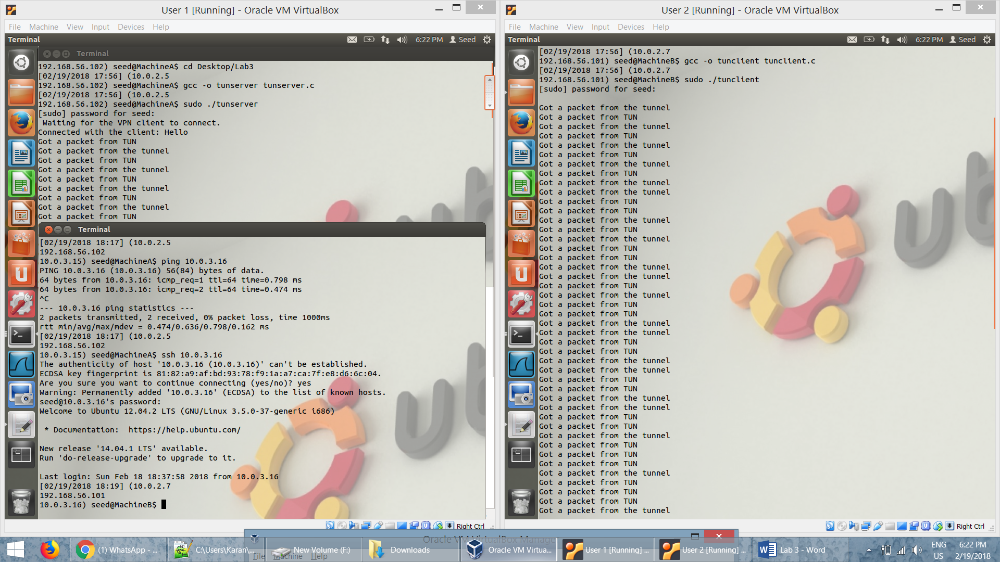 User 1 [Running] - Oracle VM VirtualBox
File Machine View Input Devices Help
Terminal
6:22 PM Seed
Terminal
192.168.56.102) seed@MachineA$ cd Desktop/Lab3
[02/19/2018 17:56] (10.0.2.5
192.168.56.102) seed@MachineA$ gcc -o tunserver tunserver.c
[02/19/2018 17:56] (10.0.2.5
192.168.56.102) seed@MachineA$ sudo ./tunserver
[sudo] password for seed:
Waiting for the VPN client to connect.
Connected with the client: Hello
Got a packet from TUN
Got a packet from the tunnel
Got a packet from TUN
Got a packet from the tunnel
Got a packet from TUN
Got a packet from the tunnel
Got a packet from TUN
Got a packet from the tunnel
Got a packet from TUN
Terminal
[02/19/2018 18:17] (10.0.2.5
192.168.56.102
10.0.3.15) seed@MachineA$ ping 10.0.3.16
PING 10.0.3.16 (10.0.3.16) 56(84) bytes of data.
64 bytes from 10.0.3.16: icmp_req=1 ttl=64 time=0.798 ms
64 bytes from 10.0.3.16: icmp_req=2 ttl=64 time=0.474 ms
^C
--- 10.0.3.16 ping statistics ---
2 packets transmitted, 2 received, 0% packet loss, time 1000ms
rtt min/avg/max/mdev = 0.474/0.636/0.798/0.162 ms
[02/19/2018 18:17] (10.0.2.5
192.168.56.102
10.0.3.15) seed@MachineA$ ssh 10.0.3.16
The authenticity of host '10.0.3.16 (10.0.3.16)' can't be established.
ECDSA key fingerprint is 81:82:a9:af:bd:93:78:f9:1a:a7:ca:7f:e8:d6:6c:04.
Are you sure you want to continue connecting (yes/no)? yes
Warning: Permanently added '10.0.3.16' (ECDSA) to the list of known hosts.
seed@10.0.3.16's password:
Welcome to Ubuntu 12.04.2 LTS (GNU/Linux 3.5.0-37-generic i686)
* Documentation: https://help.ubuntu.com/
New release '14.04.1 LTS' available.
Run 'do-release-upgrade' to upgrade to it.
Last login: Sun Feb 18 18:37:58 2018 from 10.0.3.16
[02/19/2018 18:19] (10.0.2.7
192.168.56.101
10.0.3.16) seed@MachineB$
Right Ctrl
User 2 [Running] - Oracle VM VirtualBox
File Machine View Input Devices Help
Terminal
6:22 PM Seed
[02/19/2018 17:56] (10.0.2.7
192.168.56.101) seed@MachineB$ gcc -o tunclient tunclient.c
[02/19/2018 17:56] (10.0.2.7
192.168.56.101) seed@MachineB$ sudo ./tunclient
[sudo] password for seed:
Got a packet from the tunnel
Got a packet from TUN
Got a packet from the tunnel
Got a packet from TUN
Got a packet from the tunnel
Got a packet from TUN
Got a packet from the tunnel
Got a packet from TUN
Got a packet from the tunnel
Got a packet from the tunnel
Got a packet from TUN
Got a packet from TUN
Got a packet from the tunnel
Got a packet from TUN
Got a packet from the tunnel
Got a packet from TUN
Got a packet from TUN
Got a packet from the tunnel
Got a packet from the tunnel
Got a packet from TUN
Got a packet from the tunnel
Got a packet from TUN
Got a packet from TUN
Got a packet from the tunnel
Got a packet from the tunnel
Got a packet from TUN
Got a packet from TUN
Got a packet from the tunnel
Got a packet from the tunnel
Got a packet from TUN
Got a packet from TUN
Got a packet from the tunnel
Got a packet from the tunnel
Got a packet from TUN
Got a packet from TUN
Got a packet from the tunnel
Got a packet from TUN
Got a packet from TUN
Got a packet from TUN
Got a packet from the tunnel
Got a packet from TUN
Got a packet from TUN
Got a packet from TUN
Got a packet from the tunnel
Right Ctrl
Oracle VM VirtualBox Manager
File Machine Help
(1) WhatsApp - ...
C:\Users\Karan\...
New Volume (F:)
Downloads
Oracle VM Virtua...
User 1 [Running] ...
User 2 [Running] ...
Lab 3 - Word
ENG
US
6:22 PM
2/19/2018